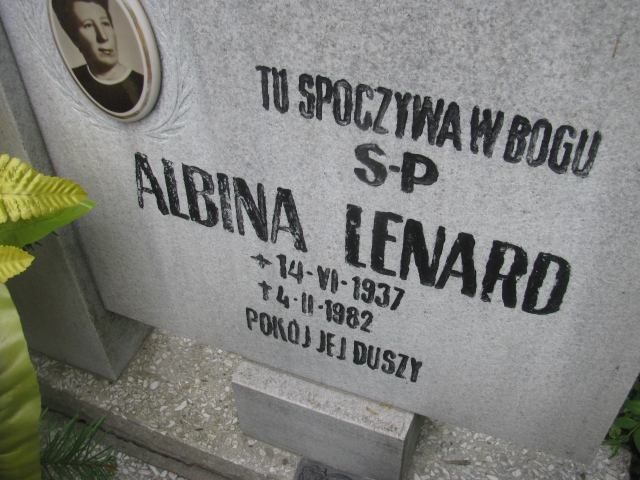 TU SPOCZYWA W BOGU
S-P
ALBINA LENARD
+ 14-VI-1937
† 4-II-1982
POKÓJ JEJ DUSZY